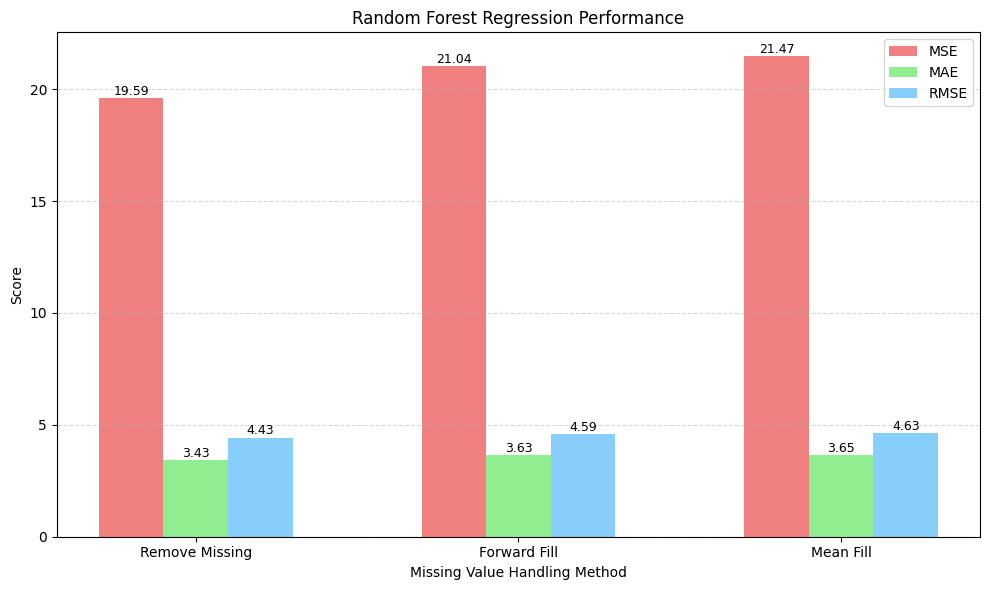 Random Forest Regression Performance
MSE
MAE
RMSE
Score
20
15
10
5
0
19.59
3.43
4.43
21.04
3.63
4.59
21.47
3.65
4.63
Remove Missing
Forward Fill
Mean Fill
Missing Value Handling Method